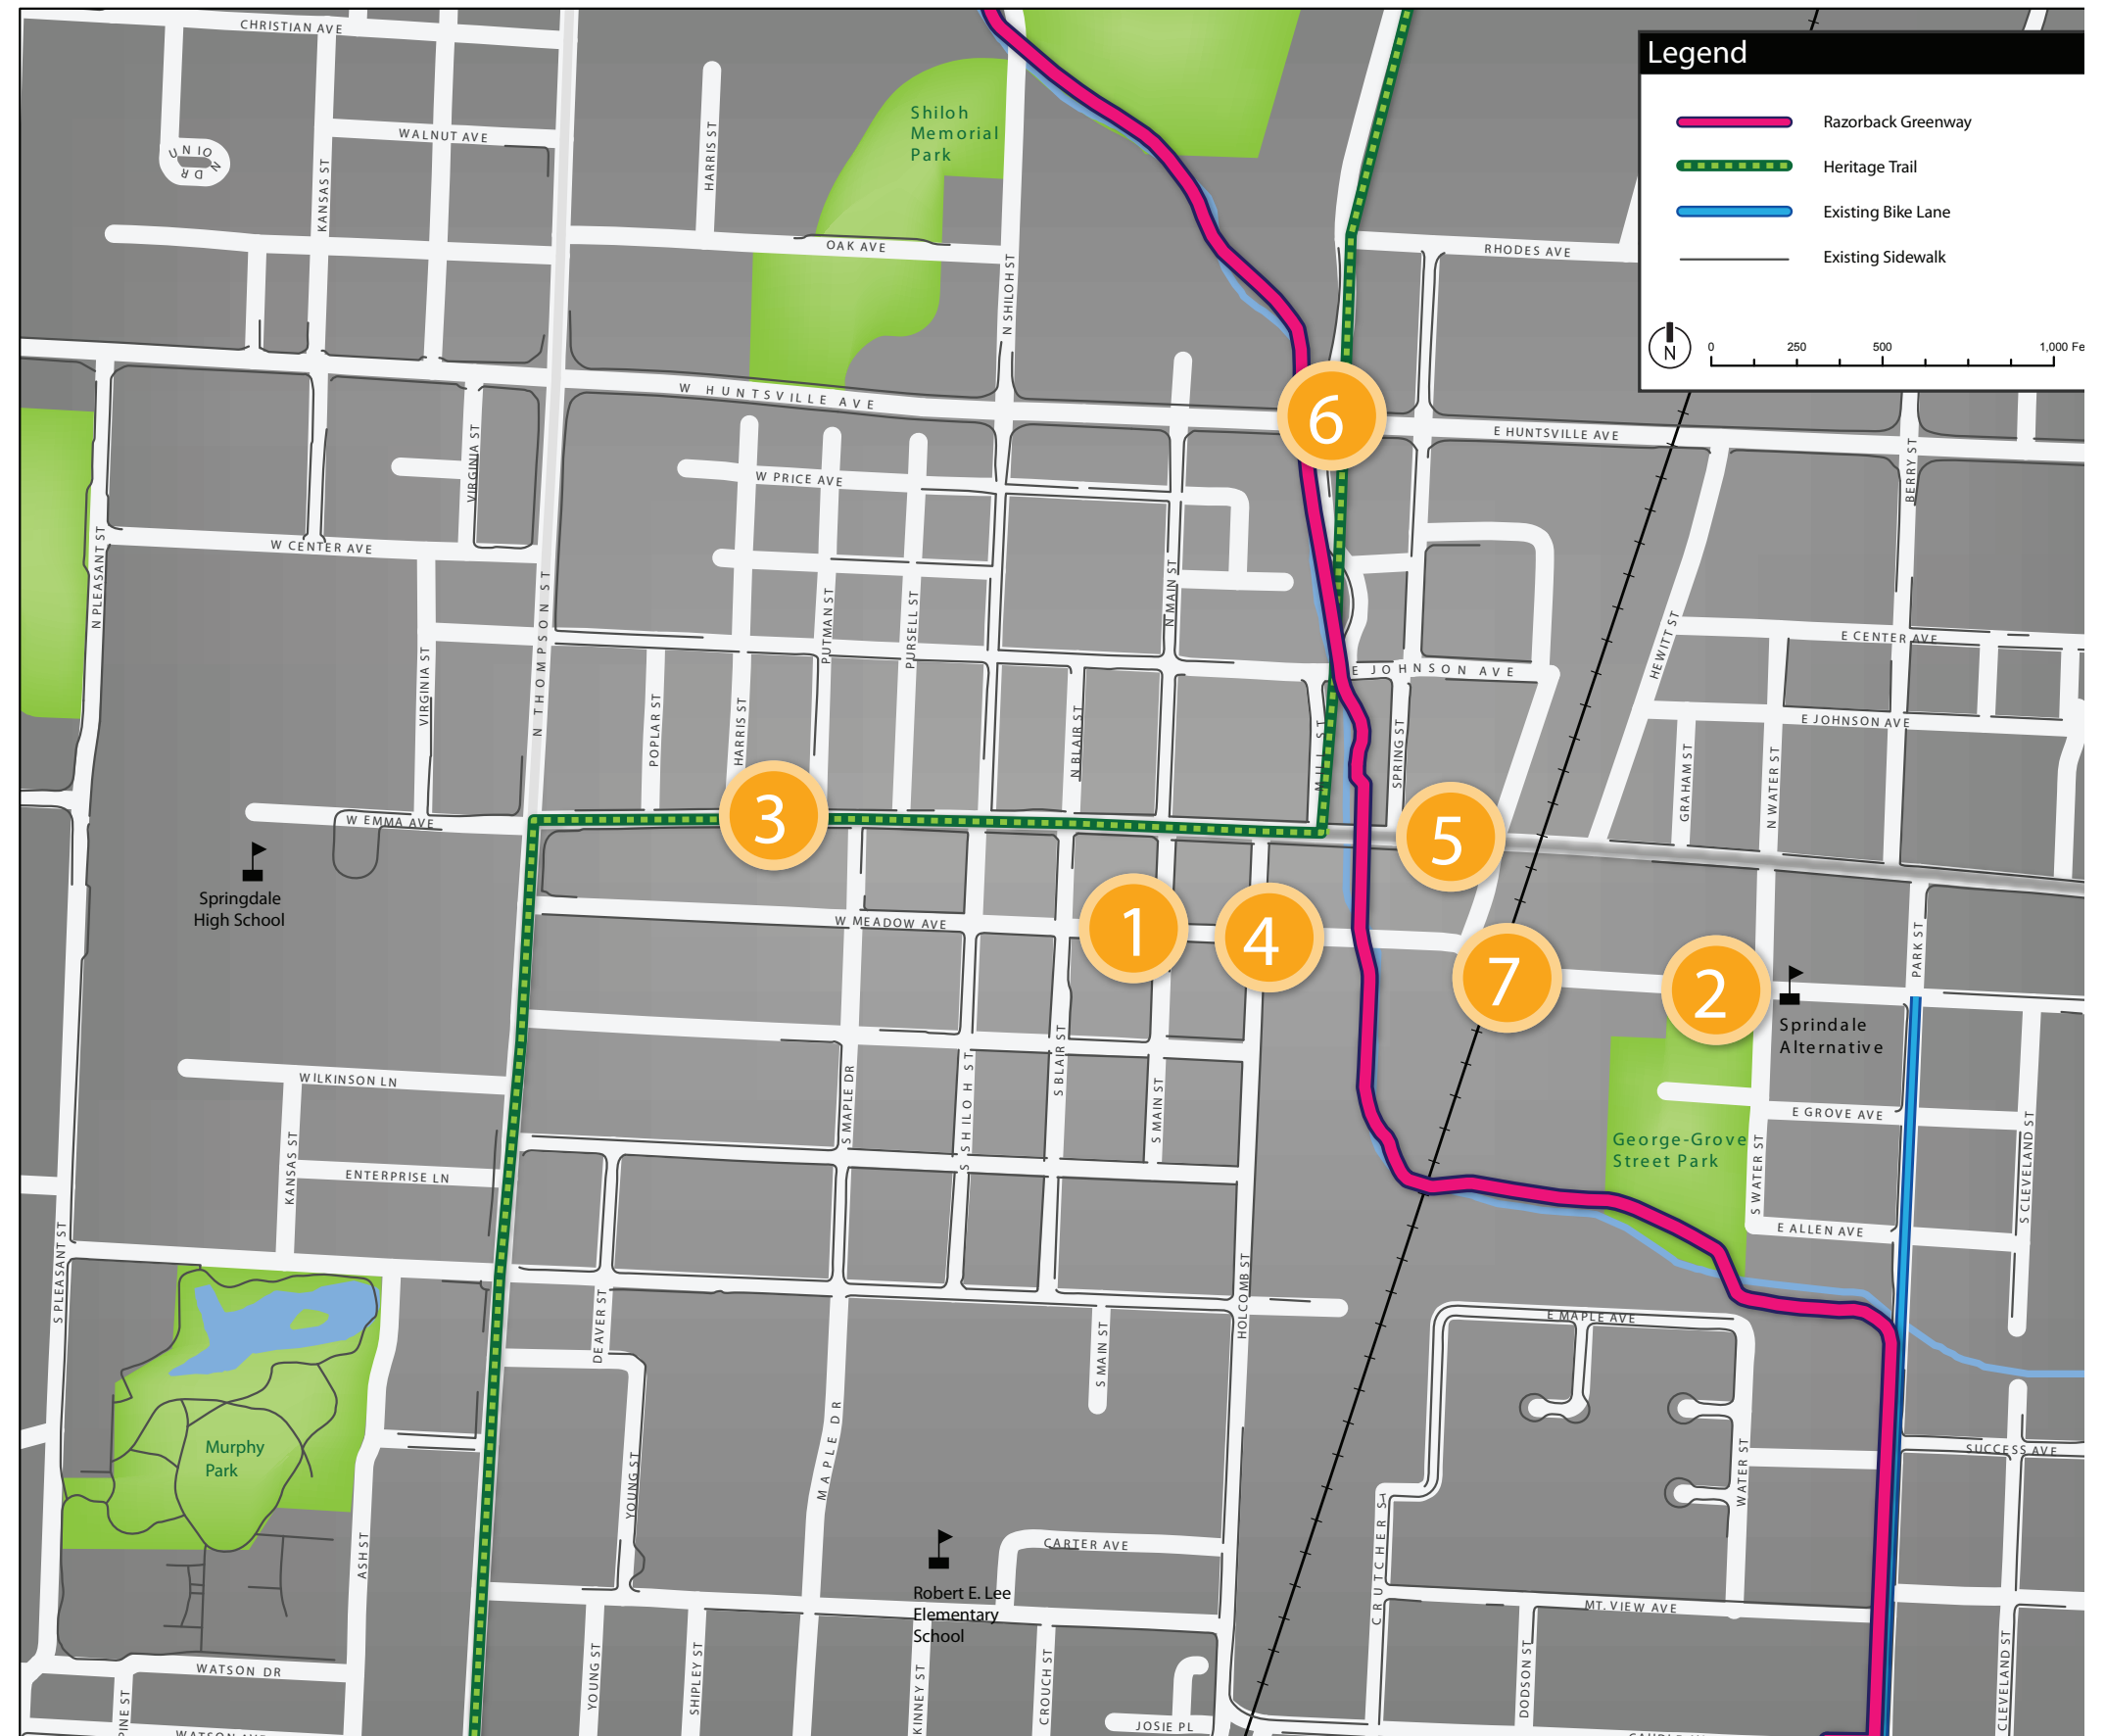 CHRISTIAN AVE
Legend
Razorback Greenway
Heritage Trail
Existing Bike Lane
Existing Sidewalk
N
0 250 500 1,000 Fe
Shiloh
Memorial
Park
WALNUT AVE
UNION DR
KANSAS ST
HARRIS ST
OAK AVE
N SHILOH ST
RHODES AVE
W HUNTSVILLE AVE
6
E HUNTSVILLE AVE
BERRY ST
VIRGINIA ST
W PRICE AVE
W CENTER AVE
N PLEASANT ST
N THOMPSON ST
PUTMAN ST
PURSELL ST
N MAIN ST
HEWITT ST
E CENTER AVE
VIRGINIA ST
POPLAR ST
HARRIS ST
N BLAIR ST
MILL ST
SPRING ST
E JOHNSON AVE
E JOHNSON AVE
GRAHAM ST
N WATER ST
W EMMA AVE
3
5
Springdale
High School
W MEADOW AVE
1
4
7
2
PARK ST
Sprindale
Alternative
WILKINSON LN
KANSAS ST
ENTERPRISE LN
S MAPLE DR
S SHILOH ST
S BLAIR ST
S MAIN ST
E GROVE AVE
George-Grove
Street Park
S WATER ST
E ALLEN AVE
S CLEVELAND ST
S PLEASANT ST
DEAVER ST
HOLCOMB ST
S MAIN ST
E MAPLE AVE
Murphy
Park
MAPLE DR
YOUNG ST
WATER ST
SUCCESS AVE
ASH ST
CARTER AVE
CRUTCHER ST
Robert E. Lee
Elementary
School
MT. VIEW AVE
WATSON DR
PINE ST
YOUNG ST
SHIPLEY ST
KINNEY ST
CROUCH ST
DODSON ST
CLEVELAND ST
JOSIE PL